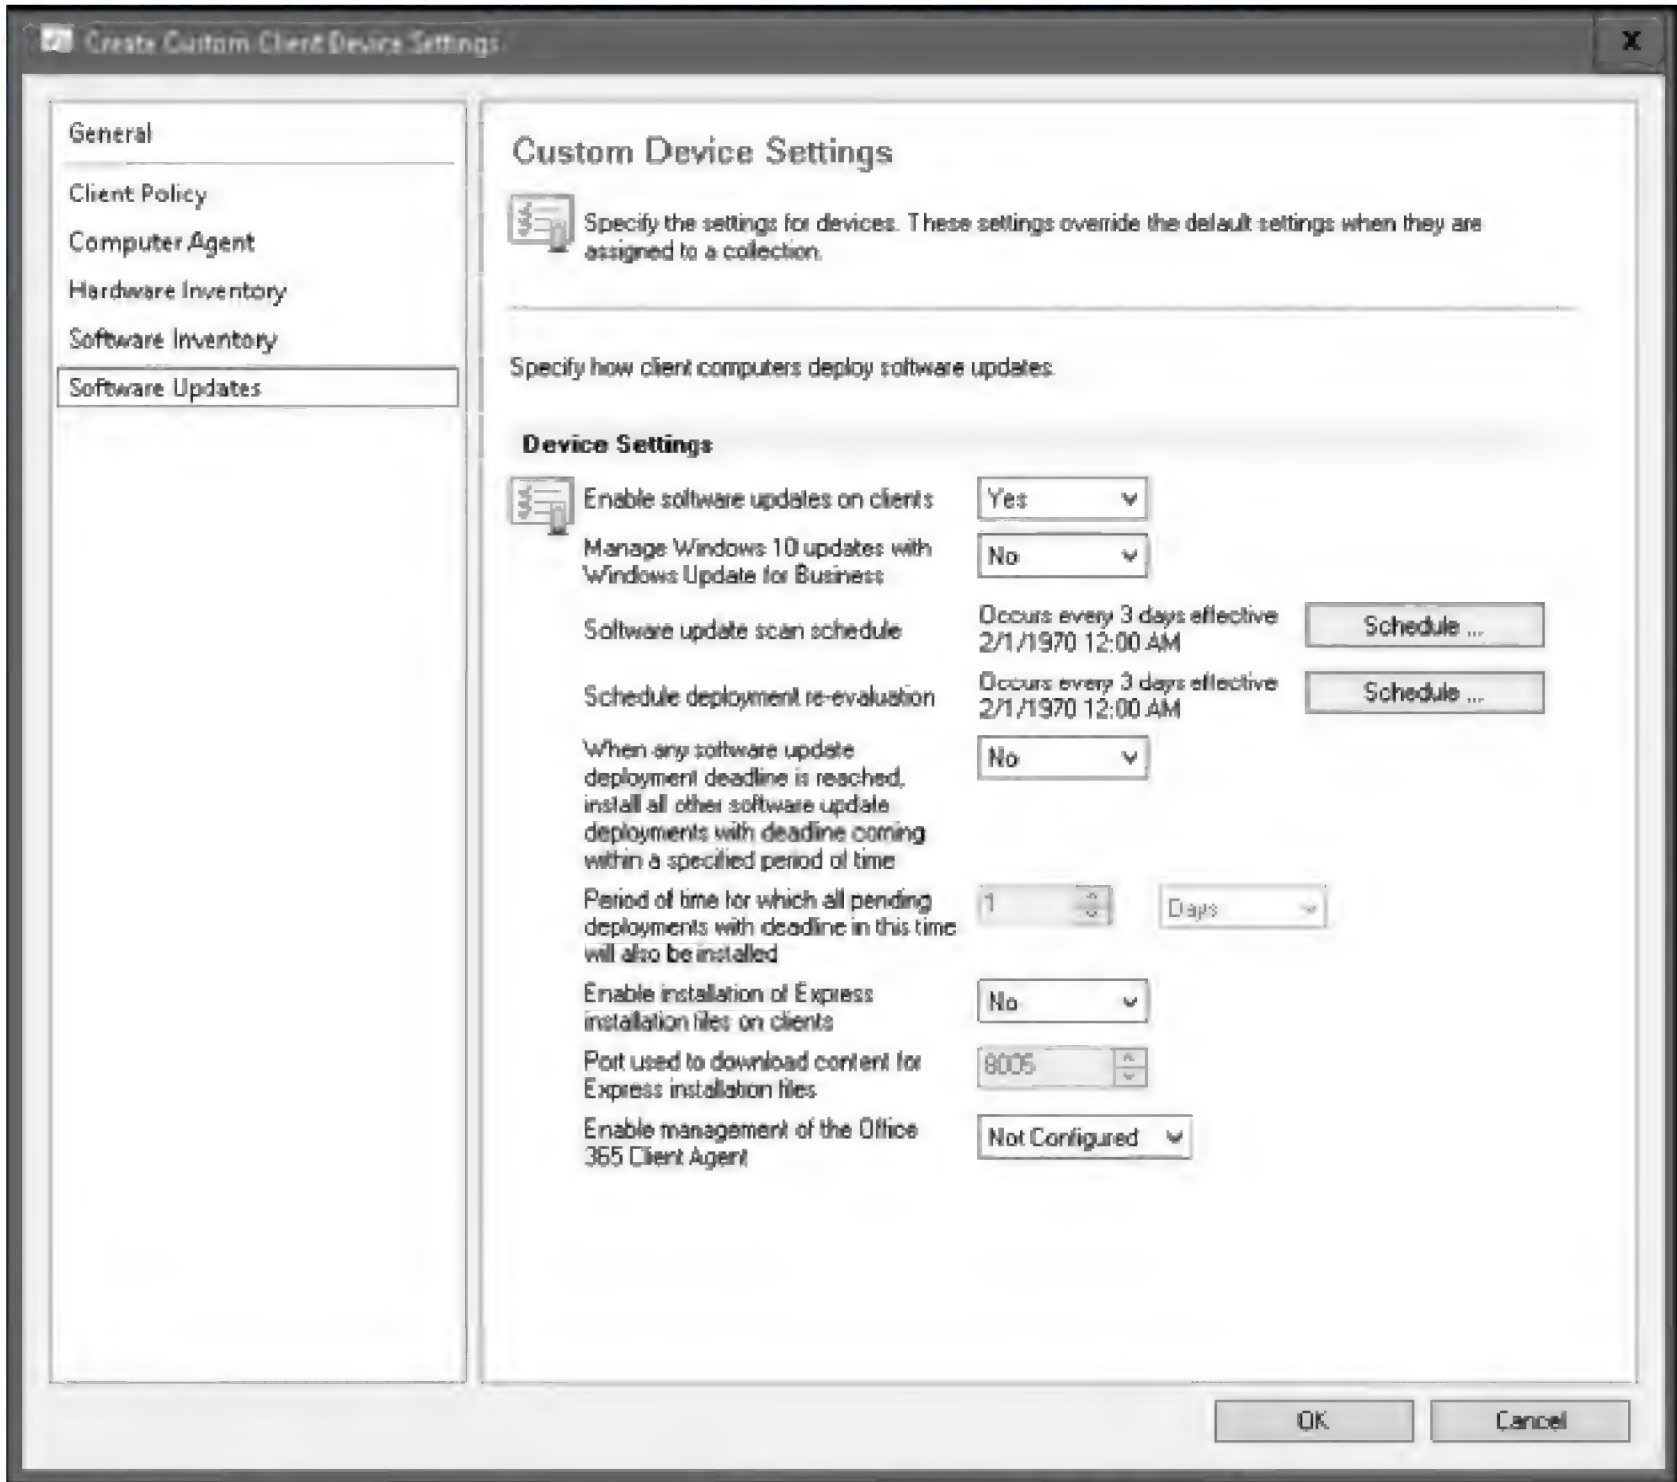 Create Custom Client Device Settings
X
General
Client Policy
Computer Agent
Hardware Inventory
Software Inventory
Software Updates
Custom Device Settings
Specify the settings for devices. These settings override the default settings when they are
assigned to a collection.
Specify how client computers deploy software updates.
Device Settings
Enable software updates on clients
Yes
Manage Windows 10 updates with
Windows Update for Business
No
Software update scan schedule
Occurs every 3 days effective
2/1/1970 12:00 AM
Schedule ...
Schedule deployment re-evaluation
Occurs every 3 days effective
2/1/1970 12:00 AM
Schedule ...
When any software update
deployment deadline is reached,
install all other software update
deployments with deadline coming
within a specified period of time
No
Period of time for which all pending
deployments with deadline in this time
will also be installed
1
Days
Enable installation of Express
installation files on clients
No
Port used to download content for
Express installation files
8005
Enable management of the Office
365 Client Agent
Not Configured
OK
Cancel